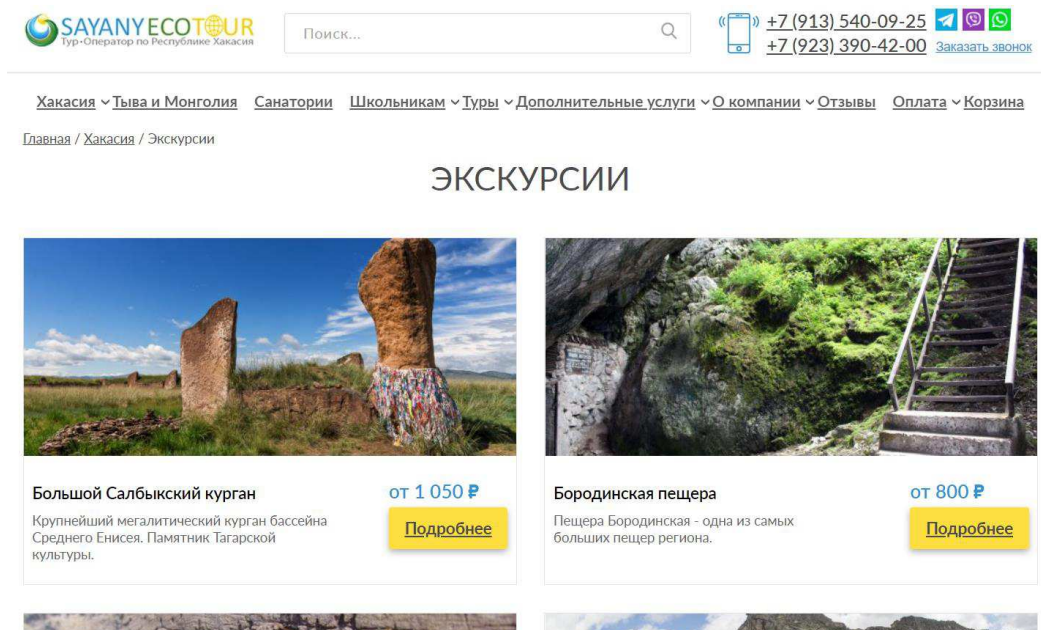 SAYANYECOTOUR
Тур•Оператор по Республике Хакасия
Поиск...
+7 (913) 540-09-25
+7 (923) 390-42-00 Заказать звонок
Хакасия Тыва и Монголия Санатории Школьникам Туры Дополнительные услуги О компании Отзывы Оплата Корзина
Главная / Хакасия / Экскурсии
ЭКСКУРСИИ
Большой Салбыкский курган от 1 050 ₽
Крупнейший мегалитический курган бассейна
Среднего Енисея. Памятник Тагарской
культуры.
Подробнее
Бородинская пещера от 800 ₽
Пещера Бородинская - одна из самых
больших пещер региона.
Подробнее